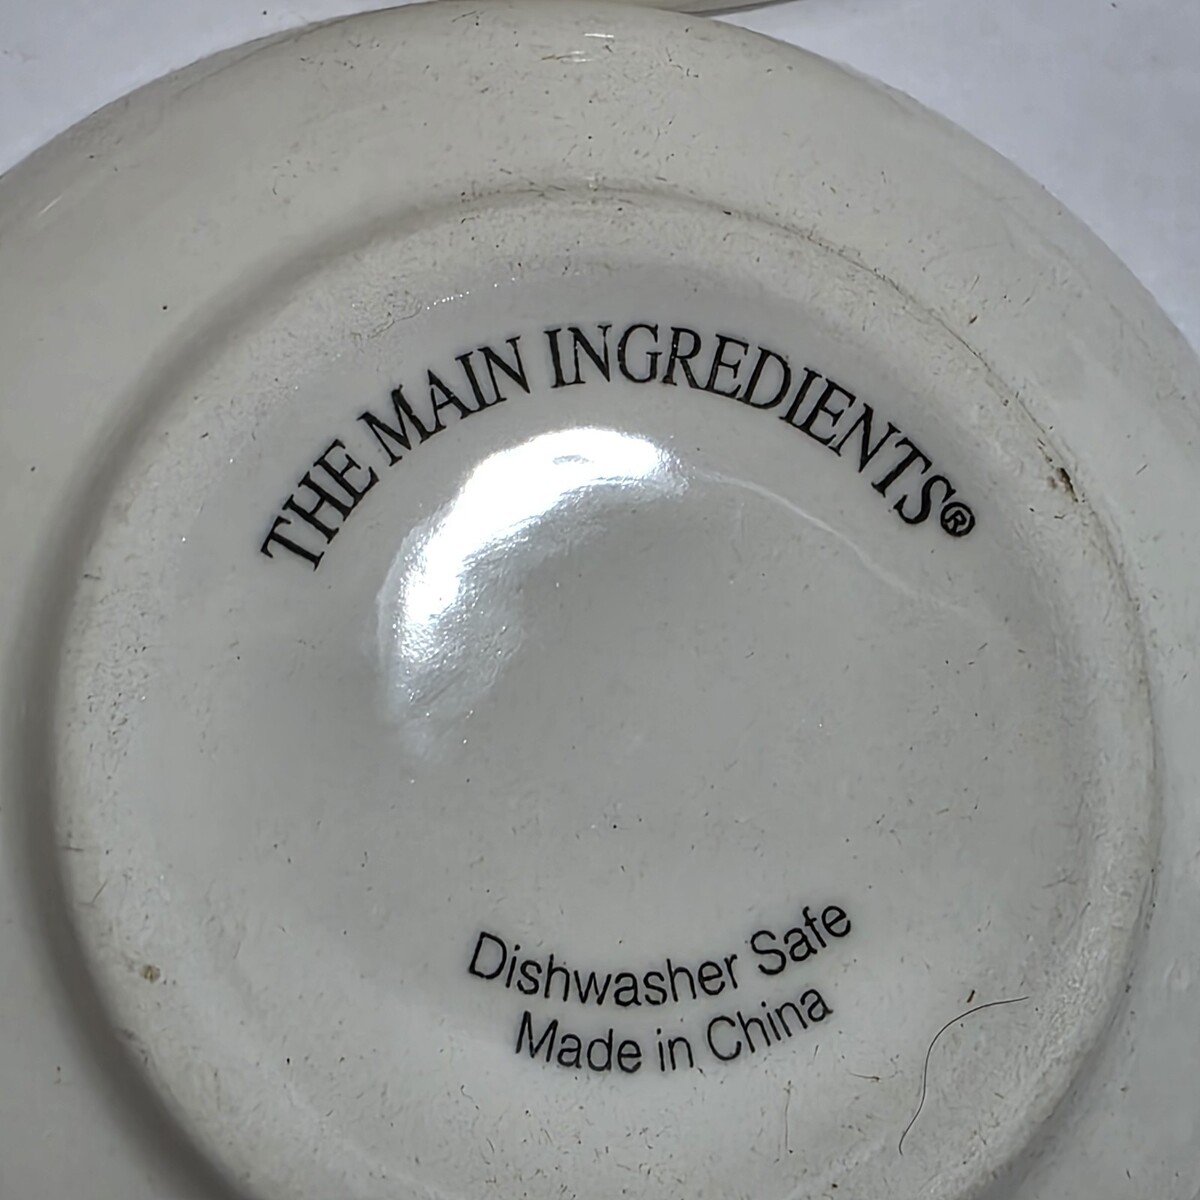 THE MAIN INGREDIENTS®
Dishwasher Safe
Made in China